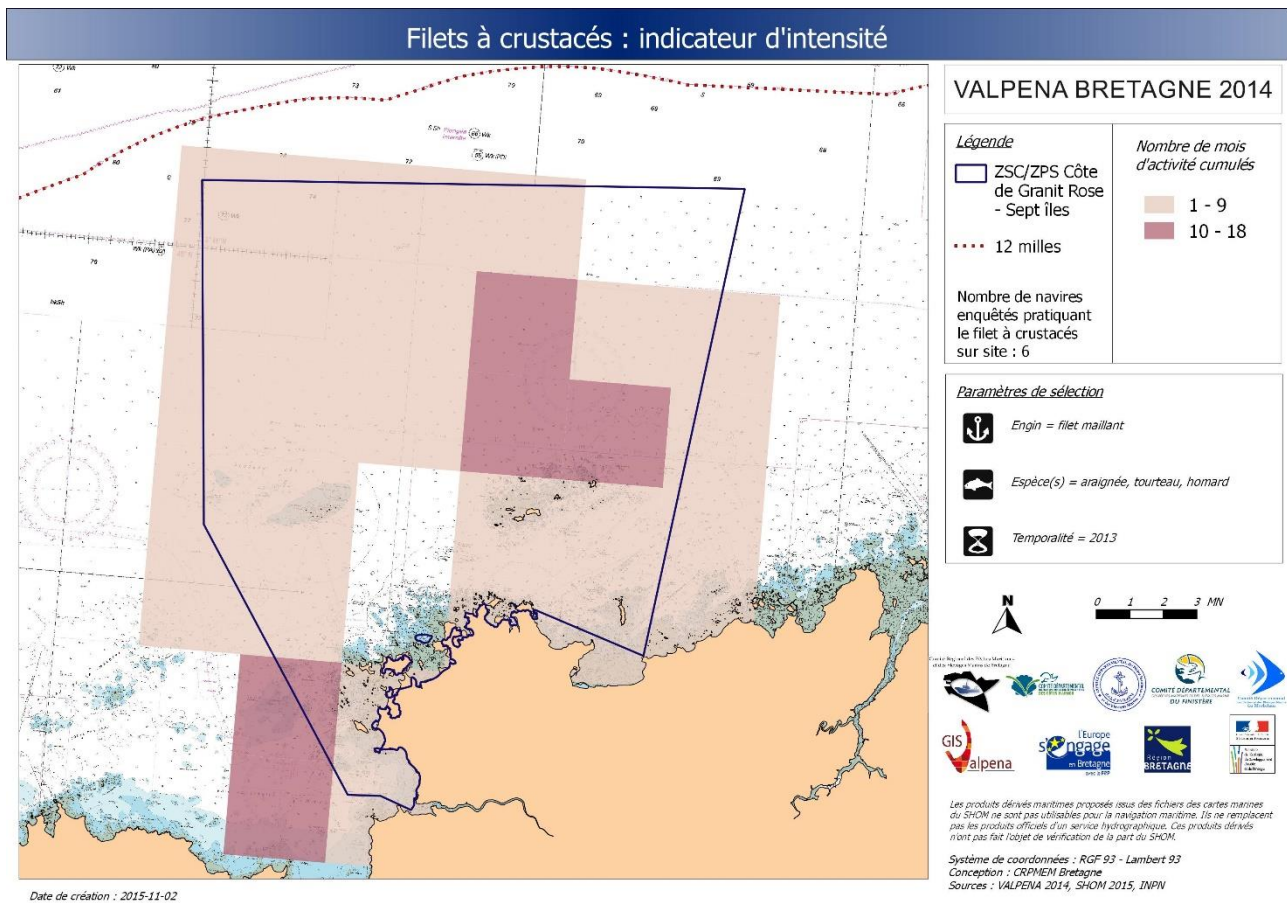 Filets à crustacés : indicateur d'intensité
VALPENA BRETAGNE 2014
Légende
ZSC/ZPS Côte
de Granit Rose
- Sept îles
12 milles
Nombre de navires
enquêtés pratiquant
le filet à crustacés
sur site : 6
Nombre de mois
d'activité cumulés
1 - 9
10 - 18
Paramètres de sélection
Engin = filet maillant
Espèce(s) = araignée, tourteau, homard
Temporalité = 2013
N
0 1 2 3 MN
COMITÉ DÉPARTEMENTAL
DU FINISTÈRE
GIS
Valpena
l'Europe
s'engage
en Bretagne
avec le FEP
Région
BRETAGNE
Les produits dérivés maritimes proposés issus des fichiers des cartes marines
du SHOM ne sont pas utilisables pour la navigation maritime. Ils ne remplacent
pas les produits officiels d'un service hydrographique. Ces produits dérivés
n'ont pas fait l'objet de vérification de la part du SHOM.
Système de coordonnées : RGF 93 - Lambert 93
Conception : CRPMEM Bretagne
Sources : VALPENA 2014, SHOM 2015, INPN
Date de création : 2015-11-02